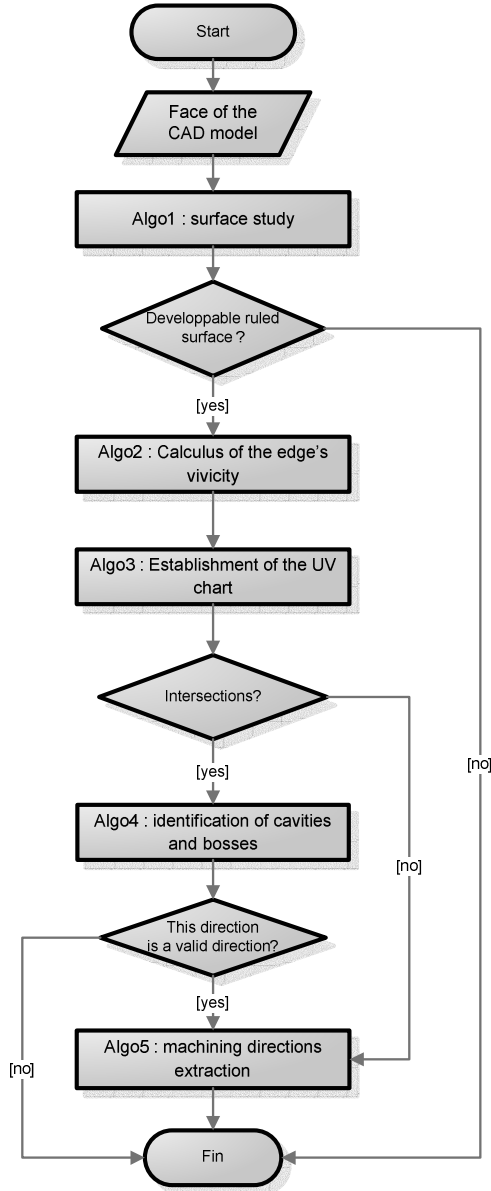 Start
Face of the
CAD model
Algo1 : surface study
Developpable ruled
surface ?
[yes]
Algo2 : Calculus of the edge's
vivicity
Algo3 : Establishment of the UV
chart
Intersections?
[no]
[yes]
Algo4 : identification of cavities
and bosses
[no]
This direction
is a valid direction?
[yes]
Algo5 : machining directions
extraction
[no]
Fin